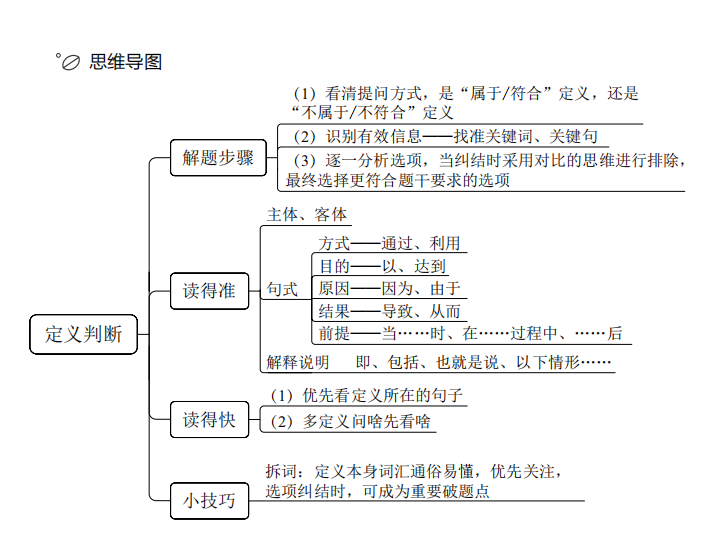 思维导图
(1)看清提问方式，是“属于/符合”定义，还是
“不属于/不符合”定义
解题步骤
(2)识别有效信息——找准关键词、关键句
(3)逐一分析选项，当纠结时采用对比的思维进行排除，
最终选择更符合题干要求的选项
主体、客体
方式——通过、利用
目的——以、达到
读得准
句式
原因——因为、由于
结果——导致、从而
定义判断
前提——当……时、在……过程中、……后
解释说明 即、包括、也就是说、以下情形……
(1)优先看定义所在的句子
读得快
(2)多定义问啥先看啥
拆词：定义本身词汇通俗易懂，优先关注，
选项纠结时，可成为重要破题点
小技巧